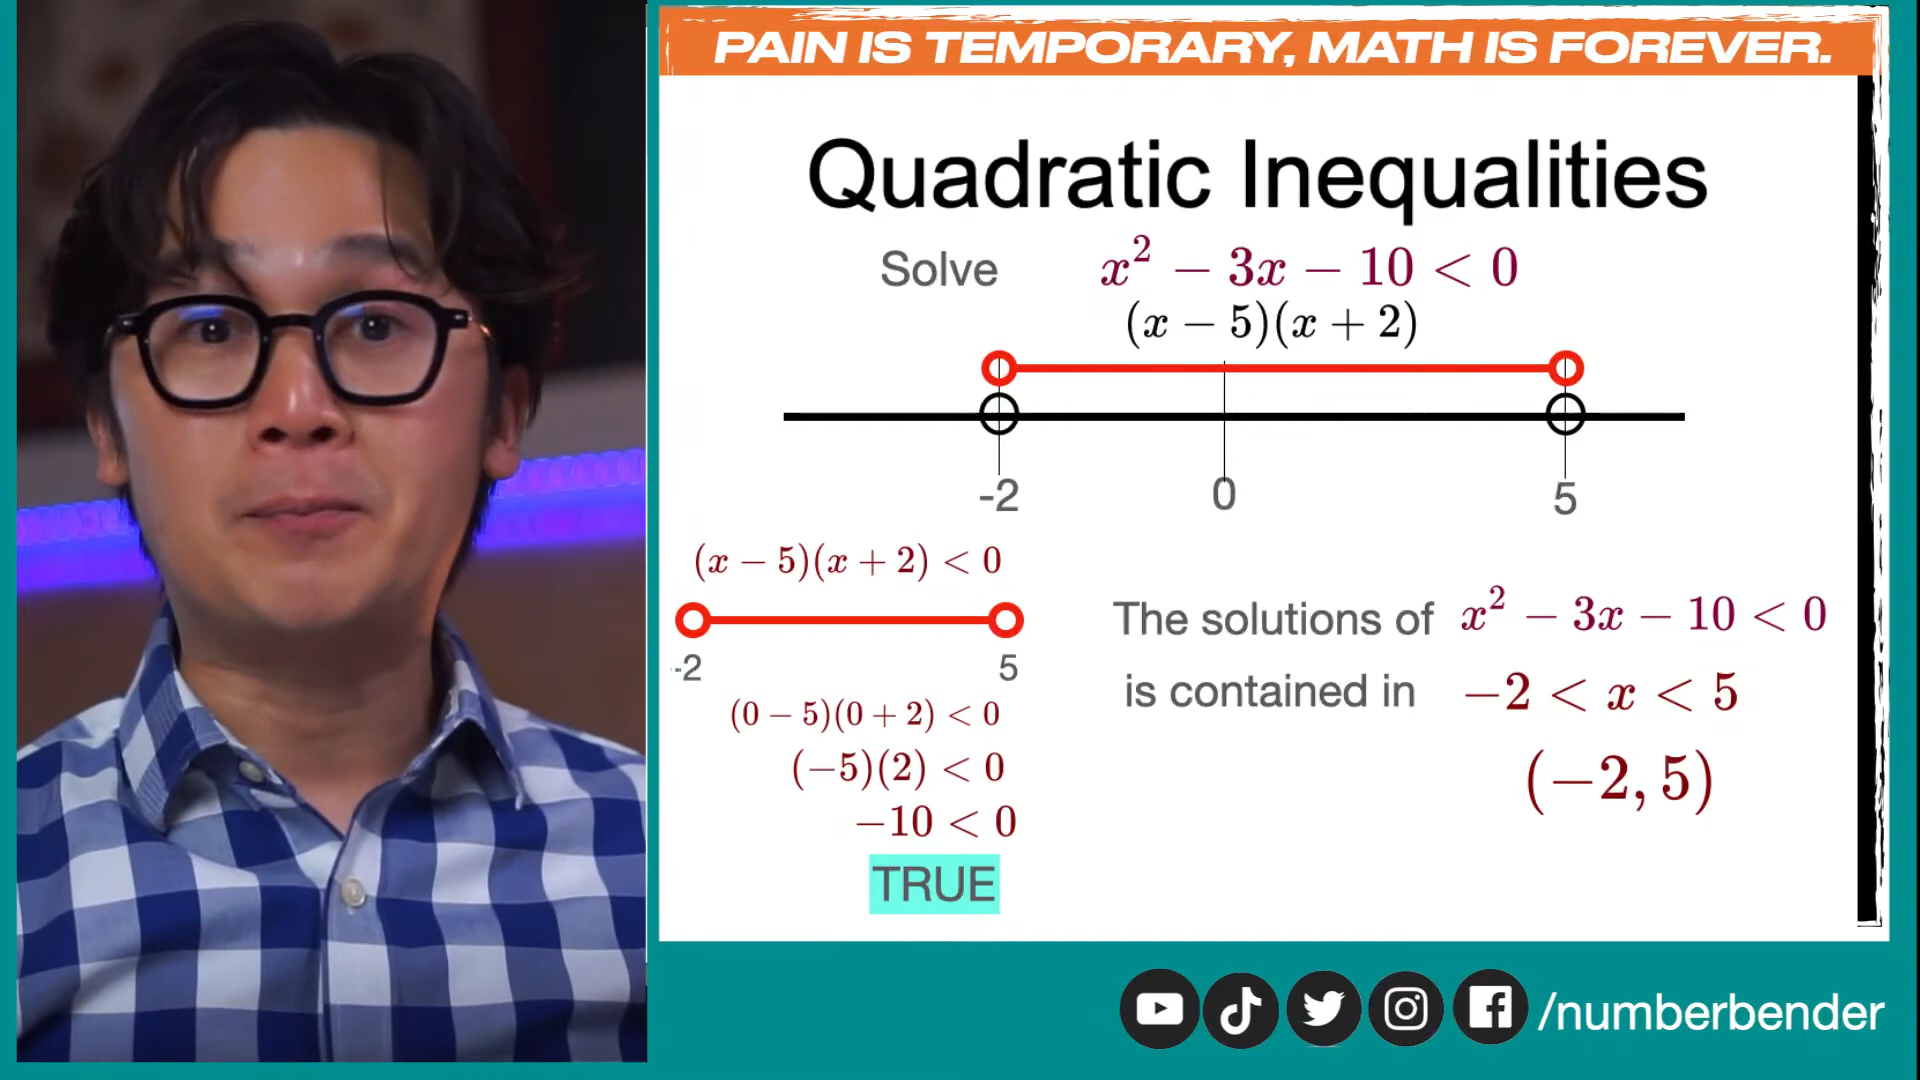 PAIN IS TEMPORARY, MATH IS FOREVER.
Quadratic Inequalities
Solve x² − 3x − 10 < 0
(x − 5)(x + 2)
-2 0 5
(x − 5)(x + 2) < 0
-2 5
(0 − 5)(0 + 2) < 0
(−5)(2) < 0
−10 < 0
TRUE
The solutions of x² − 3x − 10 < 0
is contained in −2 < x < 5
(−2, 5)
/numberbender